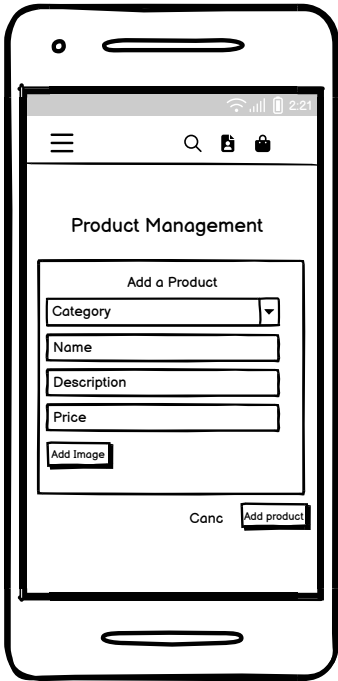 2:21
Product Management
Add a Product
Category
Name
Description
Price
Add Image
Canc
Add product